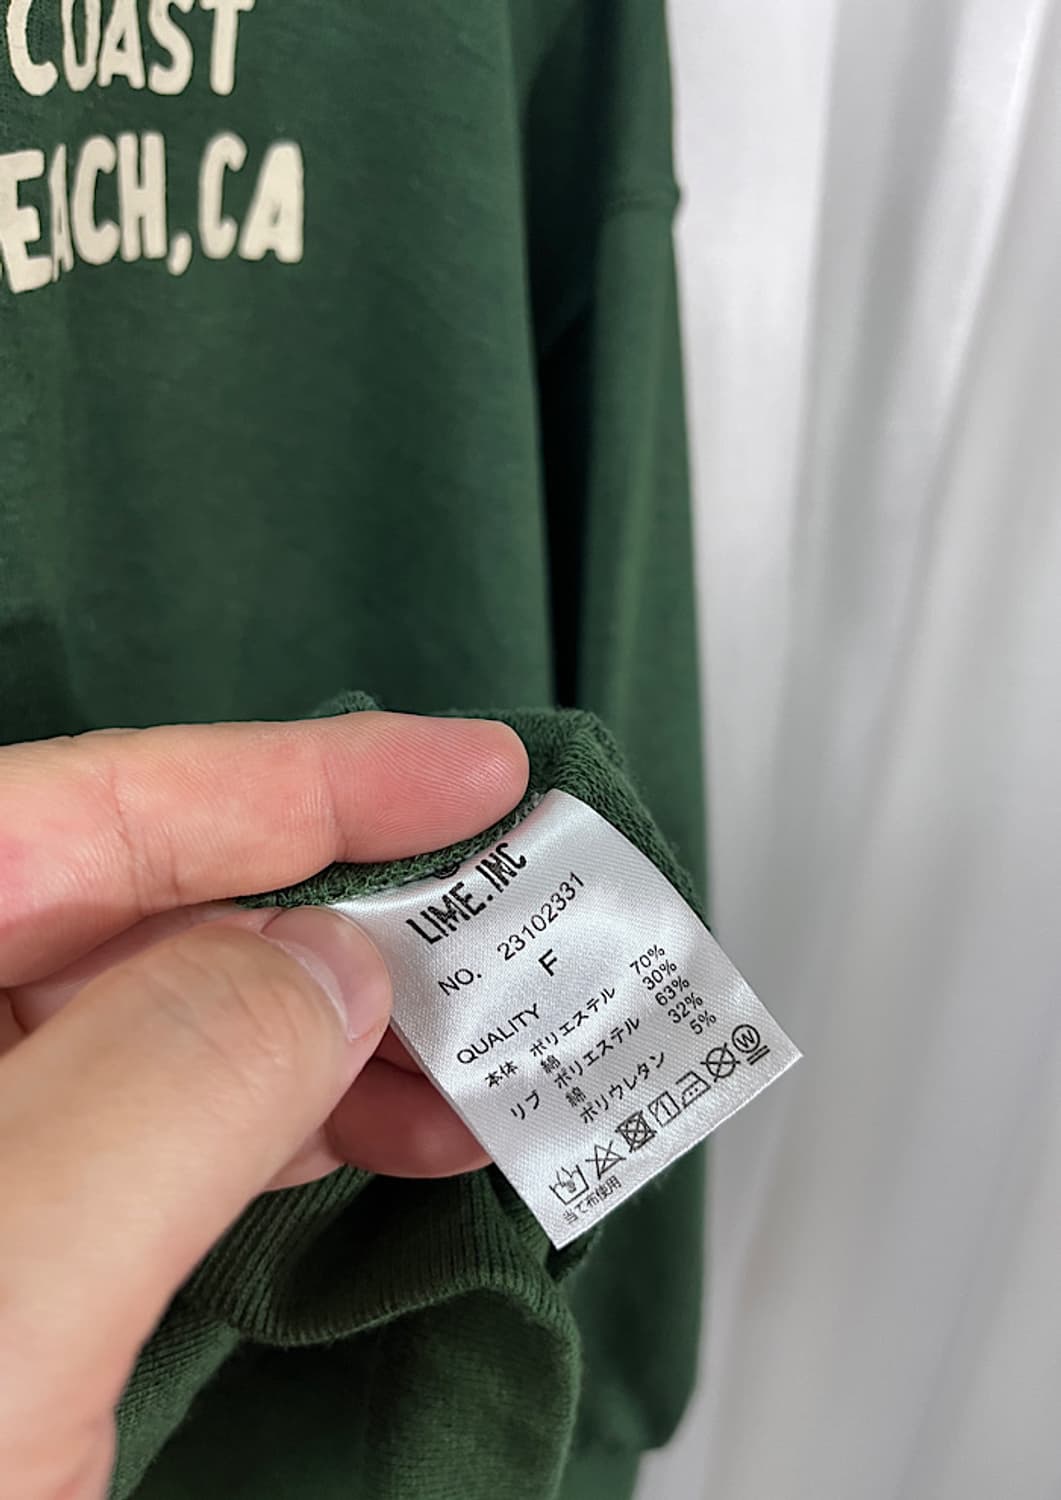 COAST
EACH,CA
LIME.INC
NO. 23102331
F
QUALITY
本体 ポリエステル 70%
綿 30%
リブ ポリエステル 63%
綿 32%
ポリウレタン 5%
W
当て布使用